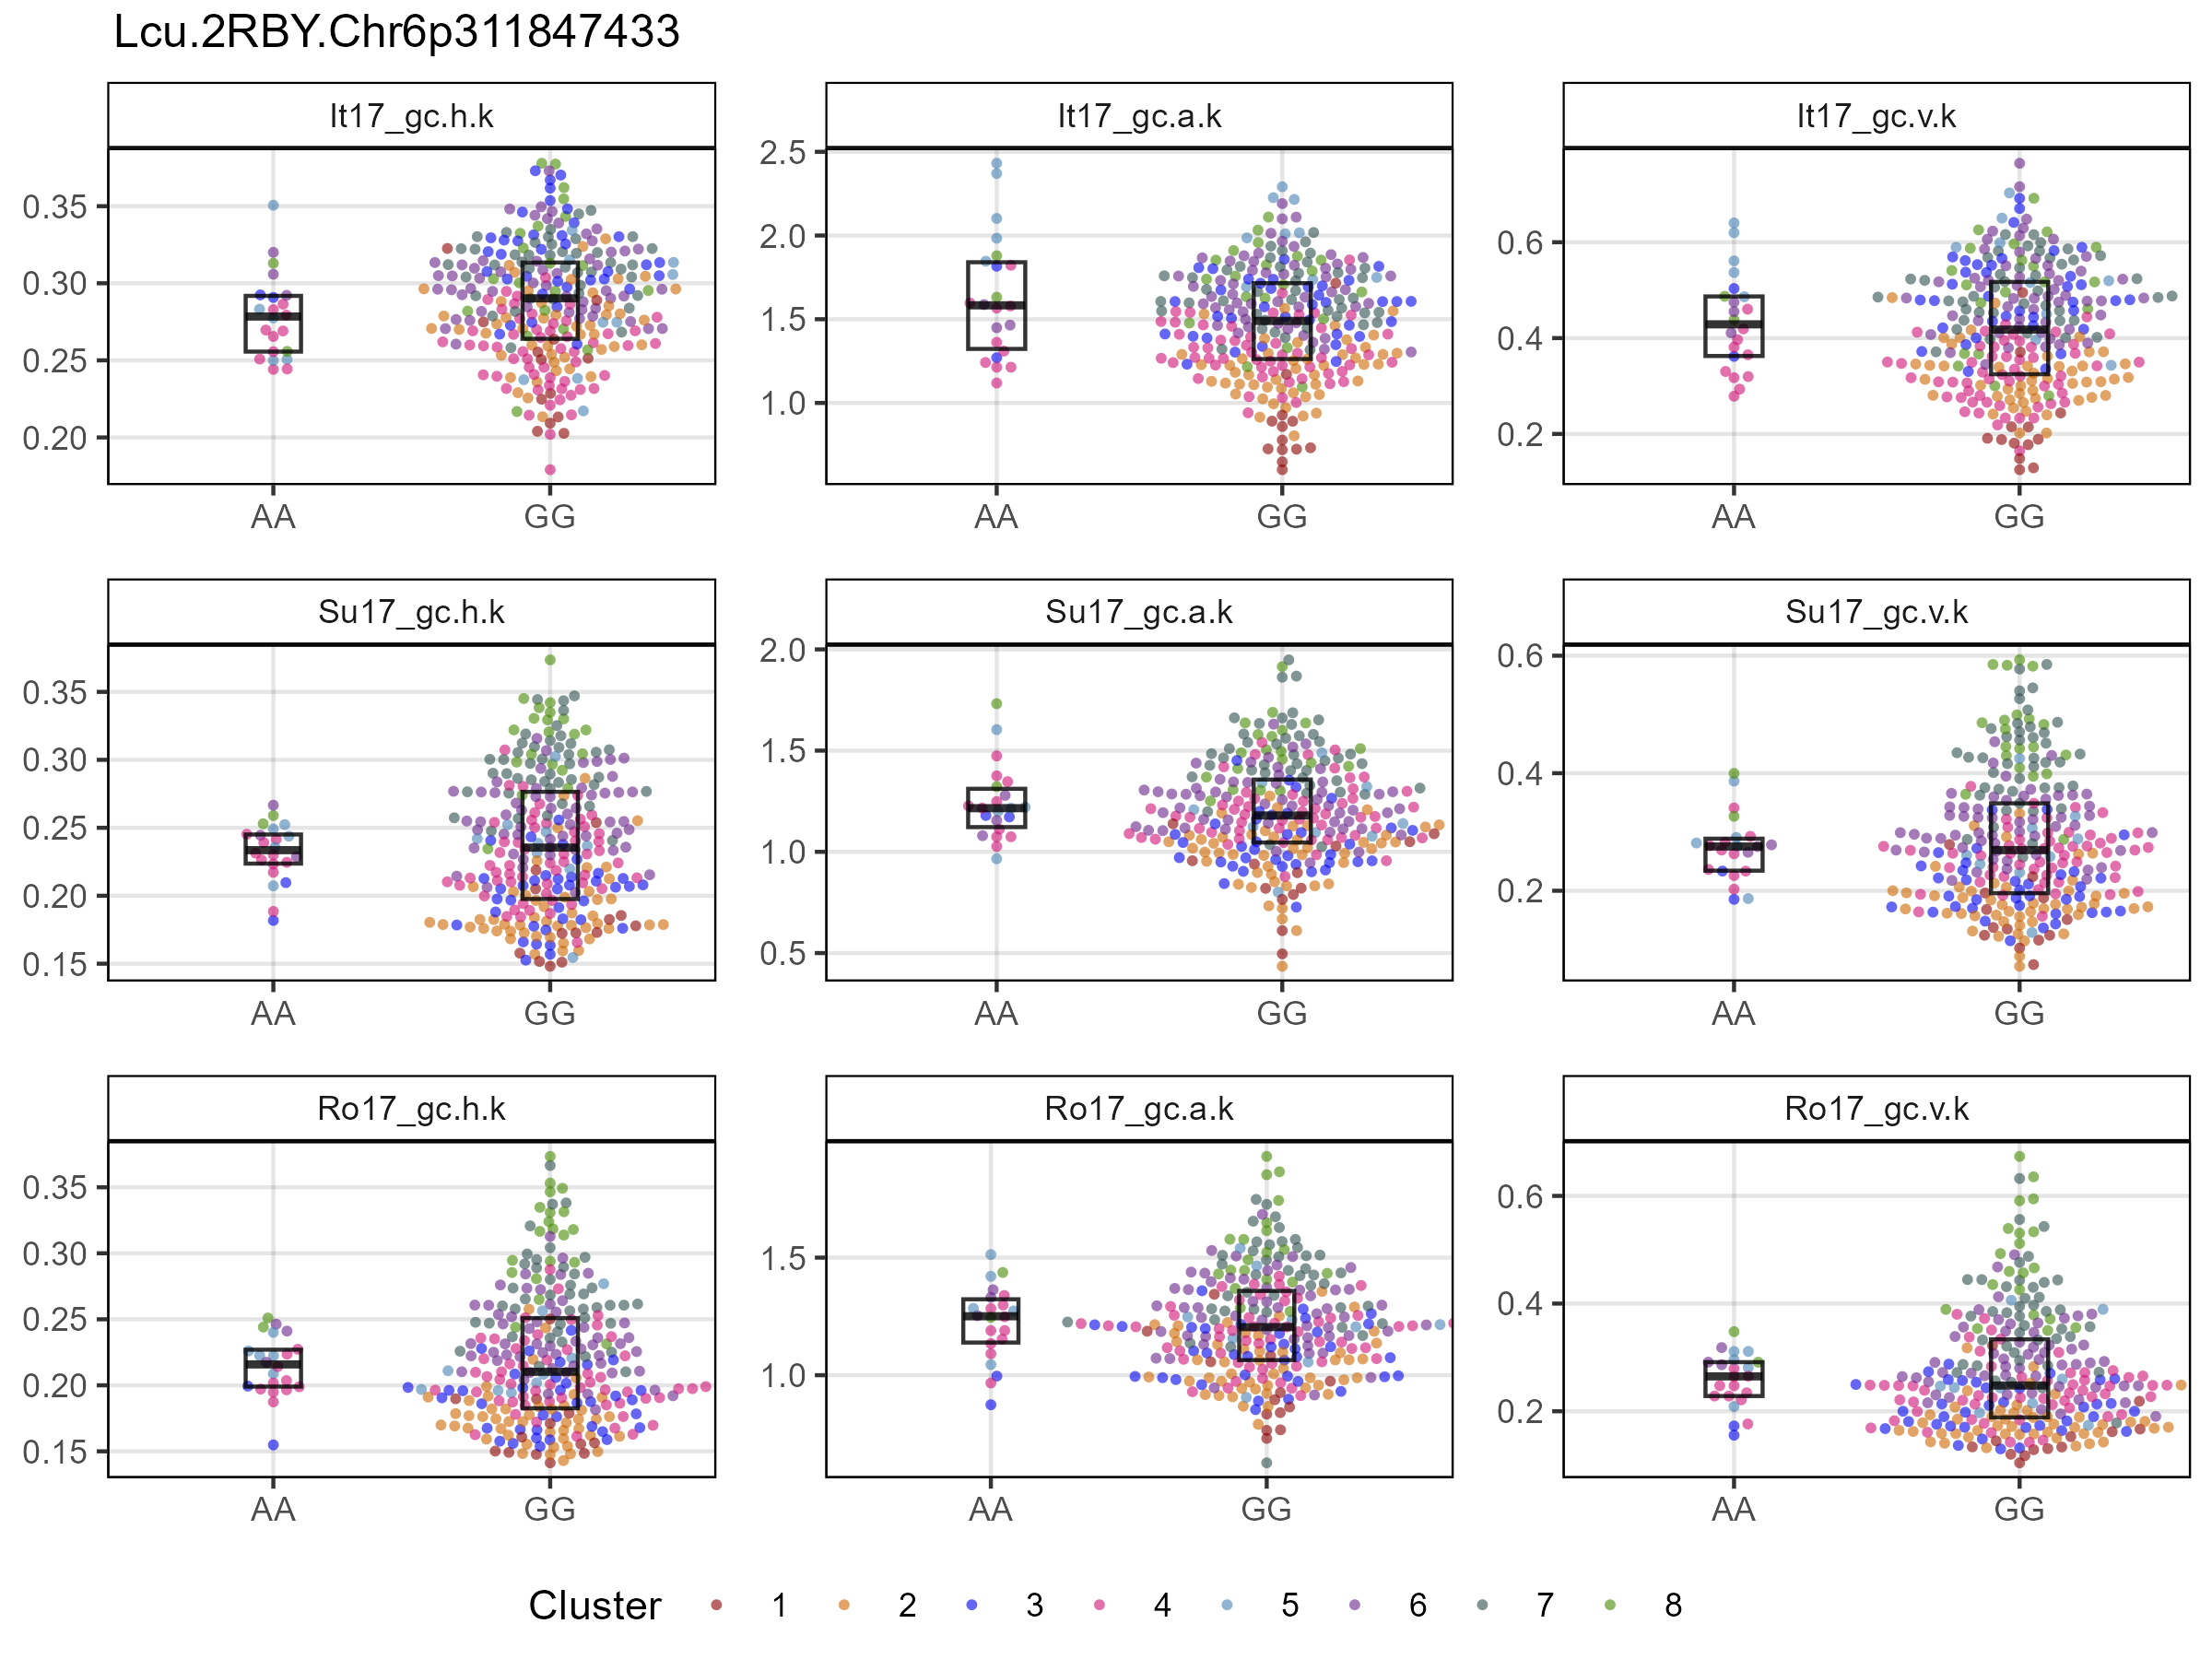 Lcu.2RBY.Chr6p311847433
It17_gc.h.k It17_gc.a.k It17_gc.v.k
0.35
0.30
0.25
0.20
AA GG
2.5
2.0
1.5
1.0
AA GG
0.6
0.4
0.2
AA GG
Su17_gc.h.k Su17_gc.a.k Su17_gc.v.k
0.35
0.30
0.25
0.20
0.15
AA GG
2.0
1.5
1.0
0.5
AA GG
0.6
0.4
0.2
AA GG
Ro17_gc.h.k Ro17_gc.a.k Ro17_gc.v.k
0.35
0.30
0.25
0.20
0.15
AA GG
1.5
1.0
AA GG
0.6
0.4
0.2
AA GG
Cluster 1 2 3 4 5 6 7 8